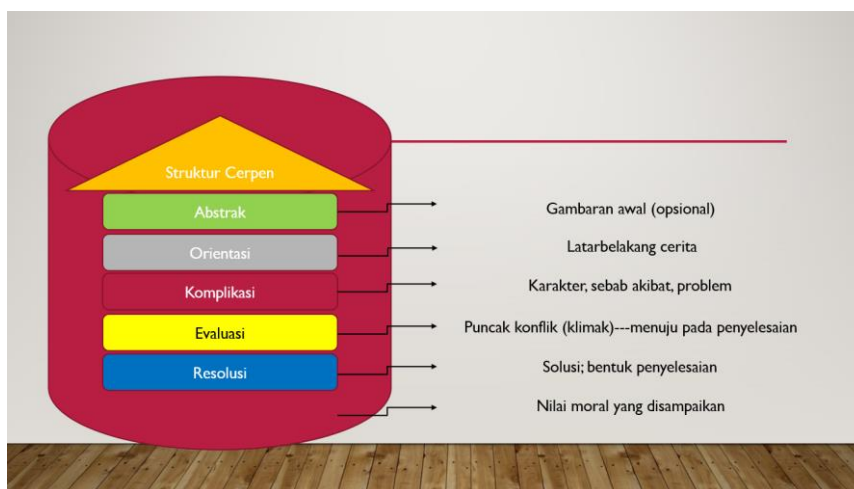 Struktur Cerpen
Abstrak
Gambaran awal (opsional)
Orientasi
Latarbelakang cerita
Komplikasi
Karakter, sebab akibat, problem
Evaluasi
Puncak konflik (klimak)---menuju pada penyelesaian
Resolusi
Solusi; bentuk penyelesaian
Nilai moral yang disampaikan